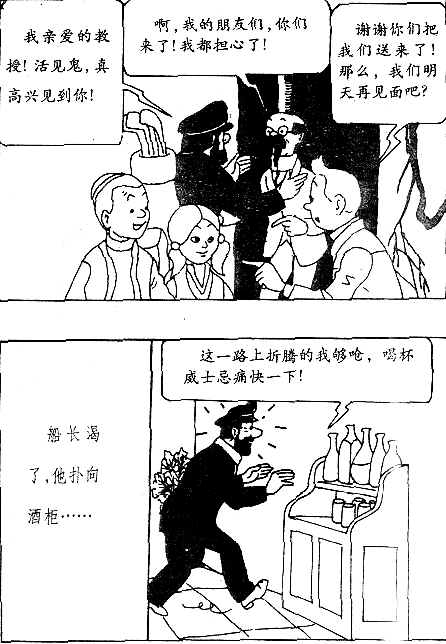 我亲爱的教
授！活见鬼，真
高兴见到你！
啊，我的朋友们，你们
来了！我都担心了！
谢谢你们把
我们送来了！
那么，我们明
天再见面吧？
这一路上折腾的我够呛，喝杯
威士忌痛快一下！
船长渴
了，他扑向
酒柜……